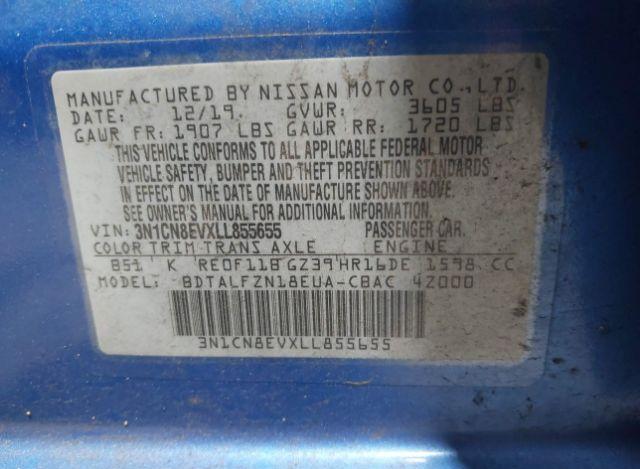 MANUFACTURED BY NISSAN MOTOR CO.,LTD.
DATE: 12/19. GVWR: 3605 LBS
GAWR FR: 1907 LBS GAWR RR: 1720 LBS
THIS VEHICLE CONFORMS TO ALL APPLICABLE FEDERAL MOTOR
VEHICLE SAFETY, BUMPER AND THEFT PREVENTION STANDARDS
IN EFFECT ON THE DATE OF MANUFACTURE SHOWN ABOVE.
SEE OWNER'S MANUAL FOR ADDITIONAL INFORMATION.
VIN: 3N1CN8EVXLL855655 PASSENGER CAR.
COLOR TRIM TRANS AXLE ENGINE
B51 K RE0F11B GZ39 HR16DE 1598 CC
MODEL: BDTALFZN18EUA-CBAC 4Z000
3N1CN8EVXLL855655